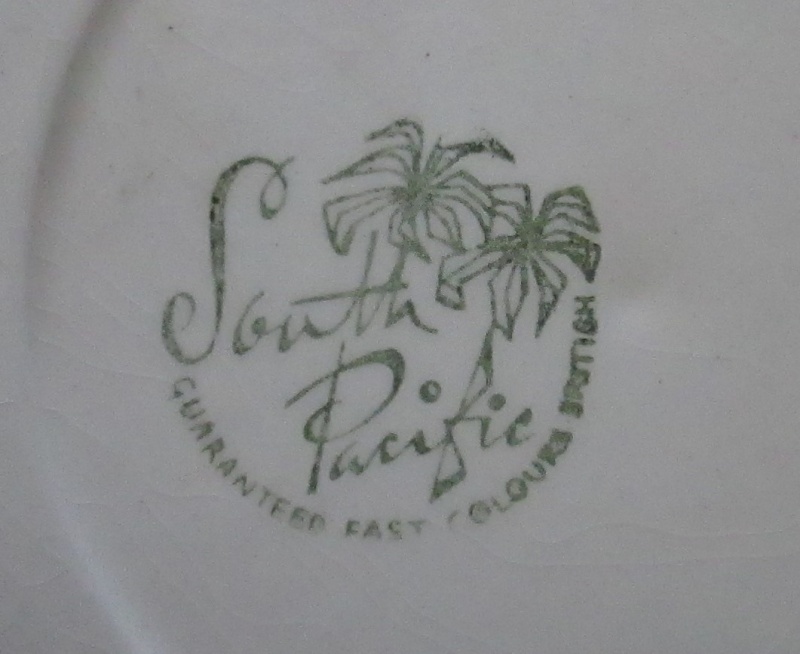 South
Pacific
GUARANTEED FAST COLOURS BRITISH